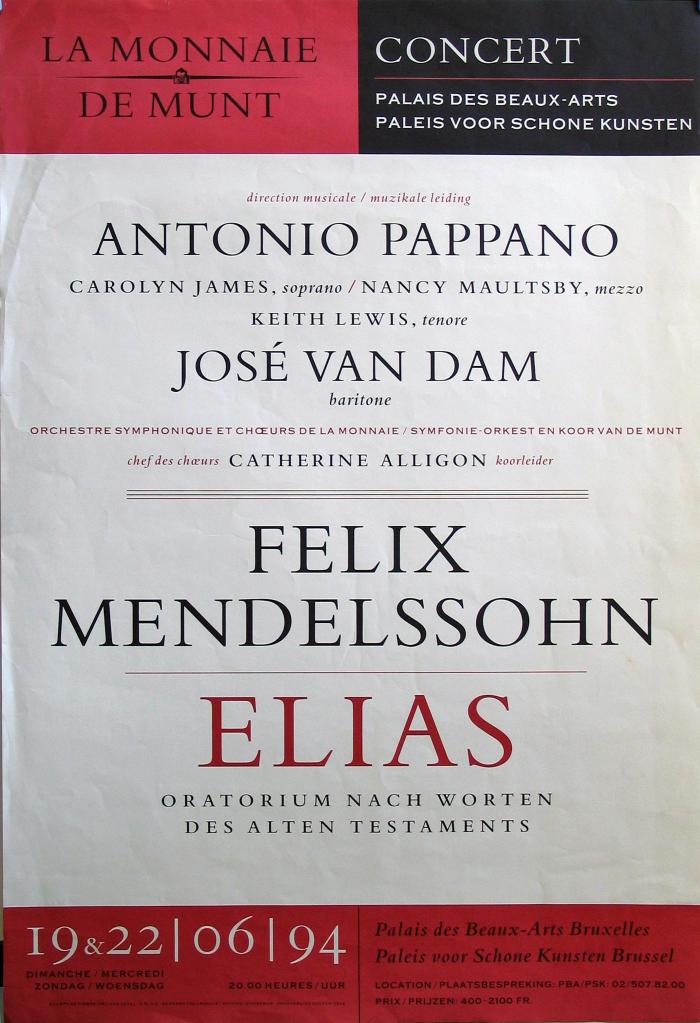 LA MONNAIE
DE MUNT
CONCERT
PALAIS DES BEAUX-ARTS
PALEIS VOOR SCHONE KUNSTEN
direction musicale / muzikale leiding
ANTONIO PAPPANO
CAROLYN JAMES, soprano / NANCY MAULTSBY, mezzo
KEITH LEWIS, tenore
JOSÉ VAN DAM
baritone
ORCHESTRE SYMPHONIQUE ET CHŒURS DE LA MONNAIE / SYMFONIE-ORKEST EN KOOR VAN DE MUNT
chef des chœurs CATHERINE ALLIGON koorleider
FELIX
MENDELSSOHN
ELIAS
ORATORIUM NACH WORTEN
DES ALTEN TESTAMENTS
19 & 22 | 06 | 94
DIMANCHE / MERCREDI
ZONDAG / WOENSDAG 20.00 HEURES / UUR
Palais des Beaux-Arts Bruxelles
Paleis voor Schone Kunsten Brussel
LOCATION / PLAATSBESPREKING: PBA/PSK: 02/507.82.00
PRIX / PRIJZEN: 400-2100 FR.